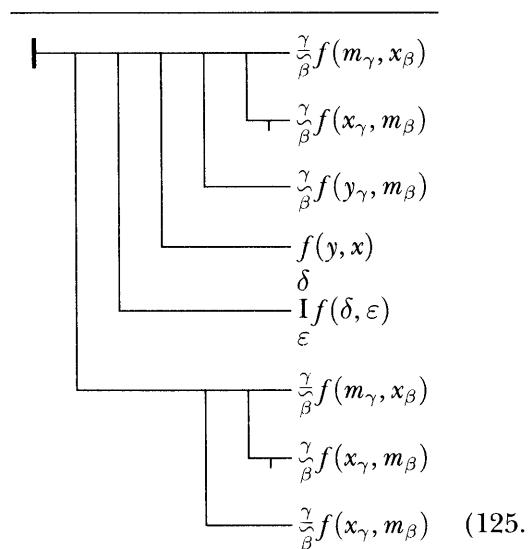 γ/β f(m_γ, x_β)
γ/β f(x_γ, m_β)
γ/β f(y_γ, m_β)
f(y, x)
δ
I f(δ, ε)
ε
γ/β f(m_γ, x_β)
γ/β f(x_γ, m_β)
γ/β f(x_γ, m_β) (125.